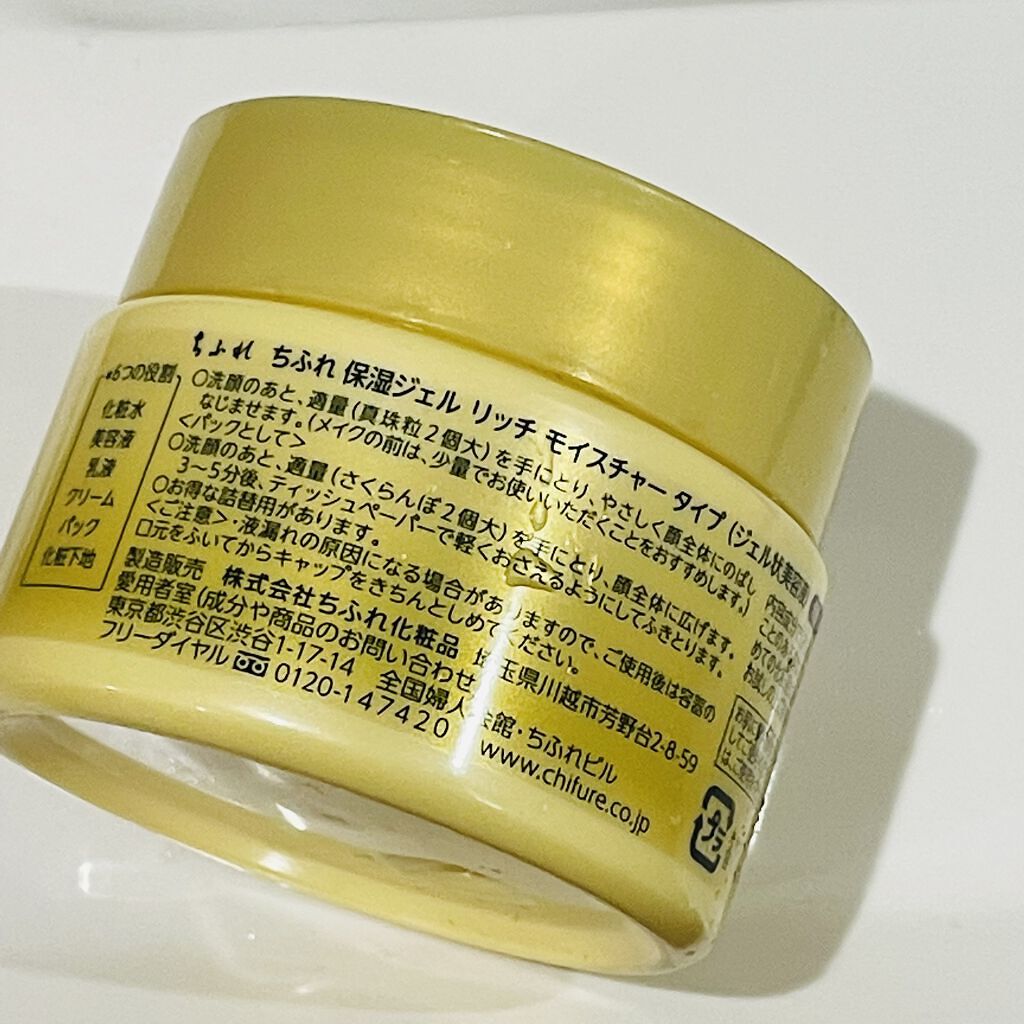 ちふれ ちふれ 保湿ジェル リッチ モイスチャー タイプ (ジェル状美容液)
6つの役割
化粧水
美容液
乳液
クリーム
パック
化粧下地
○洗顔のあと、適量(真珠粒2個大)を手にとり、やさしく顔全体にのばし
なじませます。(メイクの前は、少量でお使いいただくことをおすすめします。)
<パックとして>
○洗顔のあと、適量(さくらんぼ2個大)を手にとり、顔全体に広げます。
3〜5分後、ティッシュペーパーで軽くおさえるようにしてふきとります。
○お得な詰替用があります。
<ご注意>・液漏れの原因になる場合がありますので、ご使用後は容器の
口元をふいてからキャップをきちんとしめてください。
製造販売 株式会社ちふれ化粧品 埼玉県川越市芳野台2-8-59
愛用者室(成分や商品のお問い合わせ
東京都渋谷区渋谷1-17-14 全国婦人会館・ちふれビル
フリーダイヤル 0120-147420 www.chifure.co.jp
プラ